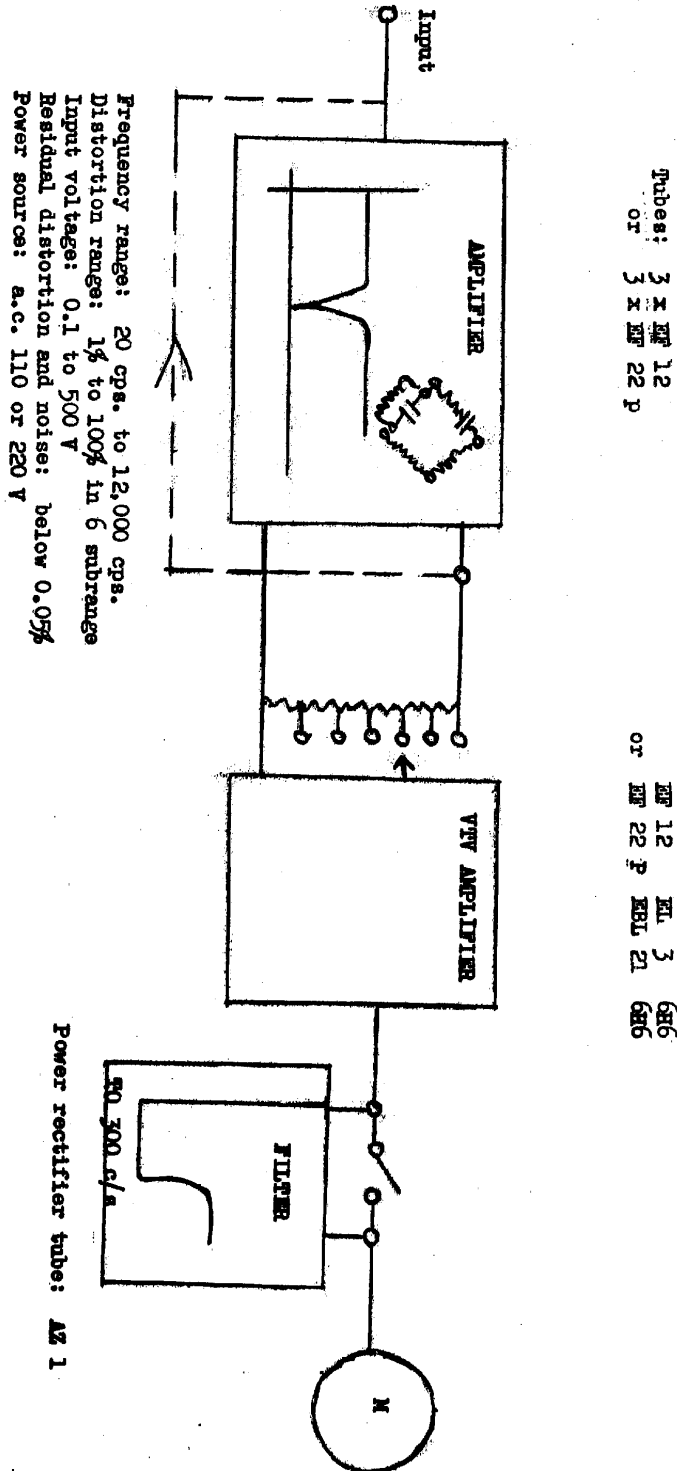 Tubes: 3 x EF 12
or 3 x EF 22 p
EF 12 EL 3 6H6
or EF 22 P EBL 21 6H6
Input
AMPLIFIER
VTV AMPLIFIER
FILTER
TO 300 c/s
M
Frequency range: 20 cps. to 12,000 cps.
Distortion range: 1% to 100% in 6 subrange
Input voltage: 0.1 to 500 V
Residual distortion and noise: below 0.05%
Power source: a.c. 110 or 220 V
Power rectifier tube: AZ 1